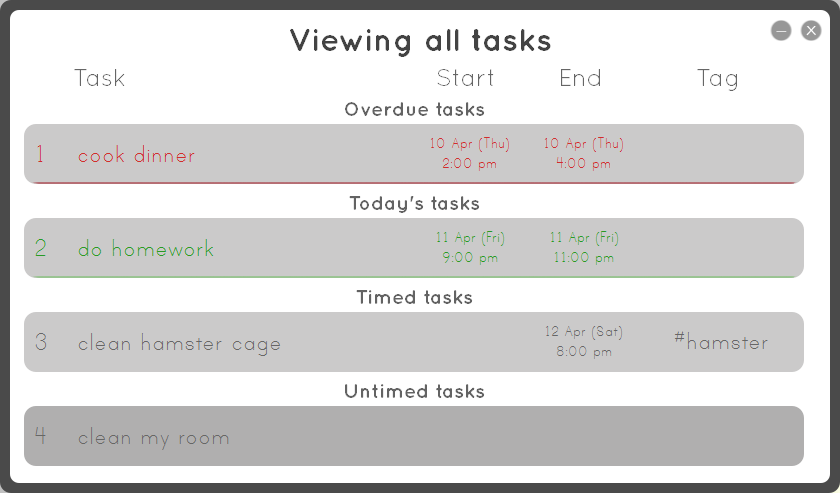 Viewing all tasks
Task Start End Tag
Overdue tasks
1 cook dinner 10 Apr (Thu) 2:00 pm 10 Apr (Thu) 4:00 pm
Today's tasks
2 do homework 11 Apr (Fri) 9:00 pm 11 Apr (Fri) 11:00 pm
Timed tasks
3 clean hamster cage 12 Apr (Sat) 8:00 pm #hamster
Untimed tasks
4 clean my room